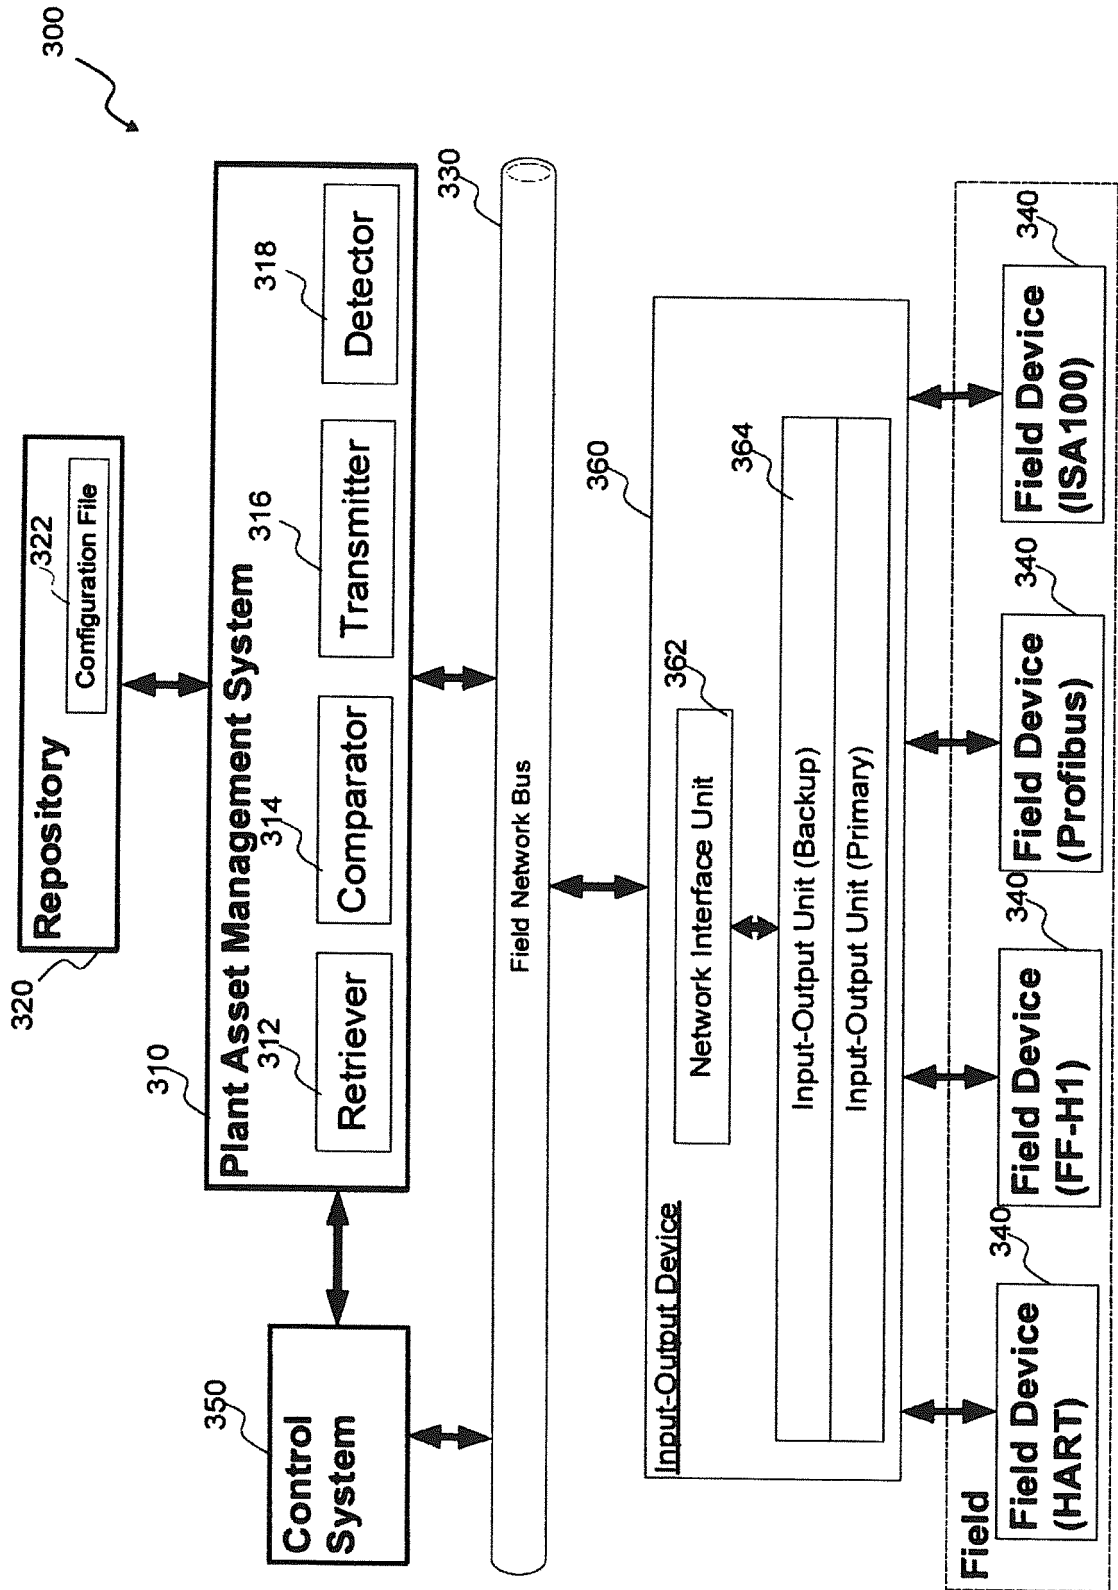 300
Repository
322
Configuration File
320
310
Plant Asset Management System
312
Retriever
314
Comparator
316
Transmitter
318
Detector
350
Control
System
330
Field Network Bus
360
Input-Output Device
362
Network Interface Unit
364
Input-Output Unit (Backup)
Input-Output Unit (Primary)
Field
340
Field Device
(HART)
340
Field Device
(FF-H1)
340
Field Device
(Profibus)
340
Field Device
(ISA100)